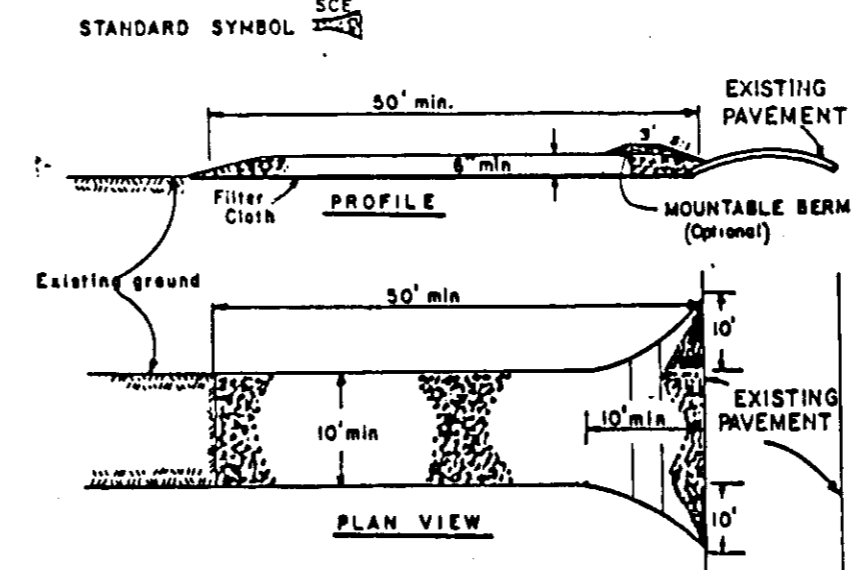 SCE
STANDARD SYMBOL
50' min.
EXISTING
PAVEMENT
6" min
Filter
Cloth
PROFILE
MOUNTABLE BERM
(Optional)
Existing ground
50' min
10'
EXISTING
PAVEMENT
10' min
10' min
10'
PLAN VIEW